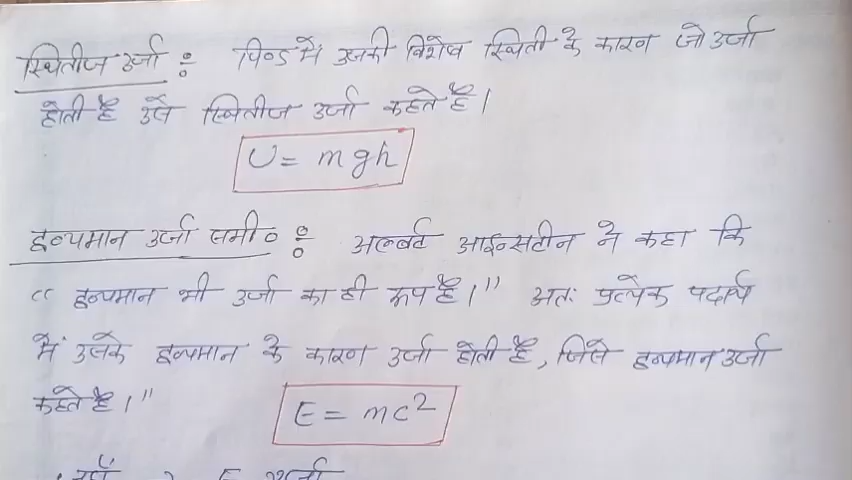 स्थितीज उर्जा : पिण्ड में उसकी विशेष स्थिती के कारण जो उर्जा
होती है उसे स्थितीज उर्जा कहते है।
U = mgh
द्रव्यमान उर्जा समी० : अल्बर्ट आईन्सटीन ने कहा कि
“ द्रव्यमान भी उर्जा का ही रूप है।” अतः प्रत्येक पदार्थ
में उसके द्रव्यमान के कारण उर्जा होती है, जिसे द्रव्यमान उर्जा
कहते है।”
E = mc²